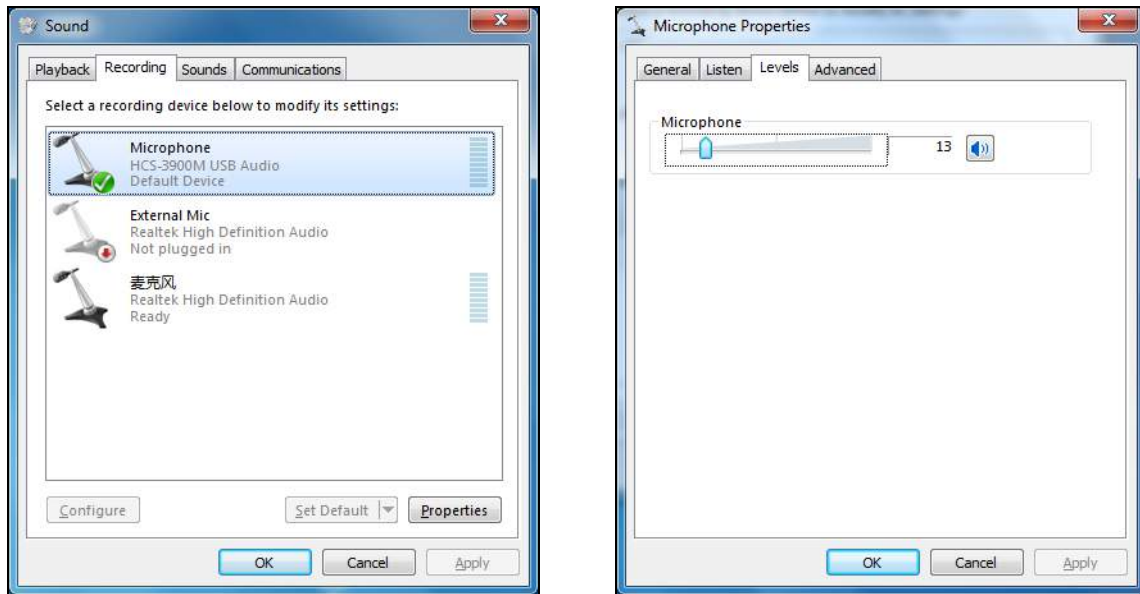 Sound
Playback Recording Sounds Communications
Select a recording device below to modify its settings:
Microphone
HCS-3900M USB Audio
Default Device
External Mic
Realtek High Definition Audio
Not plugged in
麦克风
Realtek High Definition Audio
Ready
Configure Set Default Properties
OK Cancel Apply
Microphone Properties
General Listen Levels Advanced
Microphone
13
OK Cancel Apply